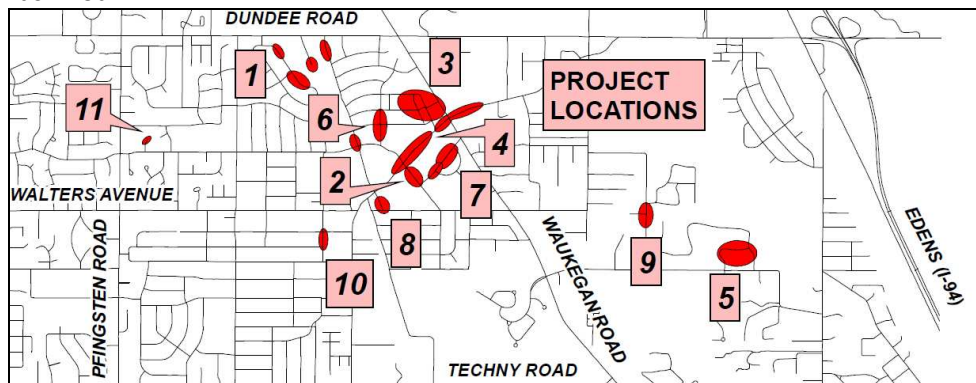 DUNDEE ROAD
1
3
PROJECT
LOCATIONS
11
6
4
2
7
WALTERS AVENUE
8
9
5
10
PFINGSTEN ROAD
WAUKEGAN ROAD
EDENS (I-94)
TECHNY ROAD